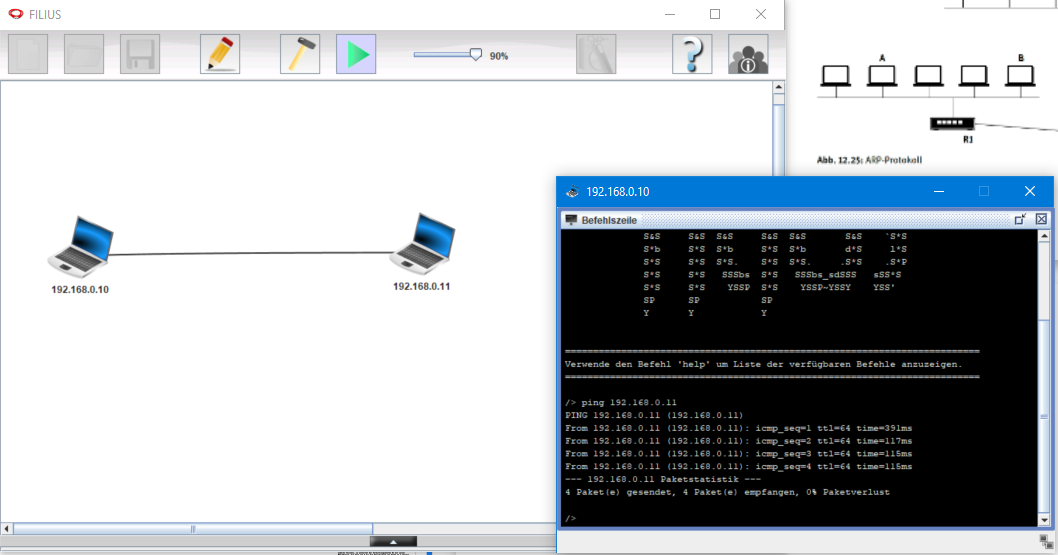 FILIUS
90%
A
B
R1
Abb. 12.25: ARP-Protokoll
192.168.0.10
192.168.0.11
192.168.0.10
Befehlszeile
S&S S&S S&S S&S S&S S&S `S*S
S*b S*S S*b S*S S*b d*S l*S
S*S S*S S*S. S*S S*S. .S*S .S*P
S*S S*S SSSbs S*S SSSbs_sdSSS sSS*S
S*S S*S YSSP S*S YSSP~YSSY YSS'
SP SP SP
Y Y Y
==========================================================================
Verwende den Befehl 'help' um Liste der verfügbaren Befehle anzuzeigen.
==========================================================================
/> ping 192.168.0.11
PING 192.168.0.11 (192.168.0.11)
From 192.168.0.11 (192.168.0.11): icmp_seq=1 ttl=64 time=391ms
From 192.168.0.11 (192.168.0.11): icmp_seq=2 ttl=64 time=117ms
From 192.168.0.11 (192.168.0.11): icmp_seq=3 ttl=64 time=115ms
From 192.168.0.11 (192.168.0.11): icmp_seq=4 ttl=64 time=115ms
--- 192.168.0.11 Paketstatistik ---
4 Paket(e) gesendet, 4 Paket(e) empfangen, 0% Paketverlust
/>